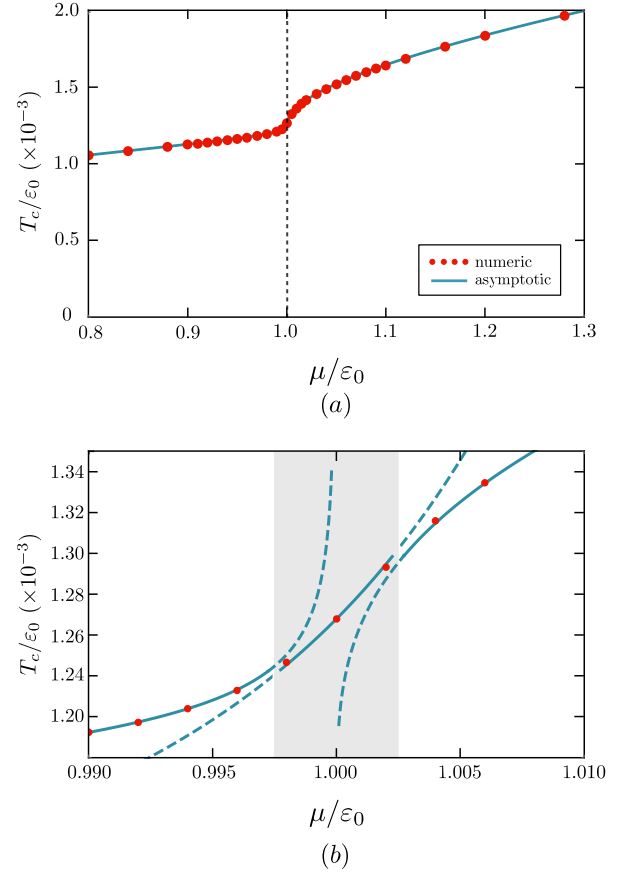 2.0
1.5
1.0
0.5
0
T_c/ε_0 (×10⁻³)
numeric
asymptotic
0.8 0.9 1.0 1.1 1.2 1.3
μ/ε_0
(a)
1.34
1.32
1.30
1.28
1.26
1.24
1.20
T_c/ε_0 (×10⁻³)
0.990 0.995 1.000 1.005 1.010
μ/ε_0
(b)